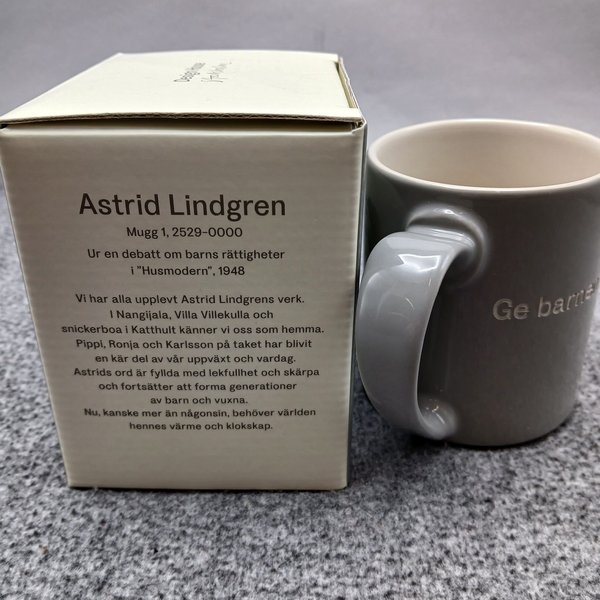 Design House
Stockholm
Astrid Lindgren
Mugg 1, 2529-0000
Ur en debatt om barns rättigheter
i "Husmodern", 1948
Vi har alla upplevt Astrid Lindgrens verk.
I Nangijala, Villa Villekulla och
snickerboa i Katthult känner vi oss som hemma.
Pippi, Ronja och Karlsson på taket har blivit
en kär del av vår uppväxt och vardag.
Astrids ord är fyllda med lekfullhet och skärpa
och fortsätter att forma generationer
av barn och vuxna.
Nu, kanske mer än någonsin, behöver världen
hennes värme och klokskap.
Ge barne